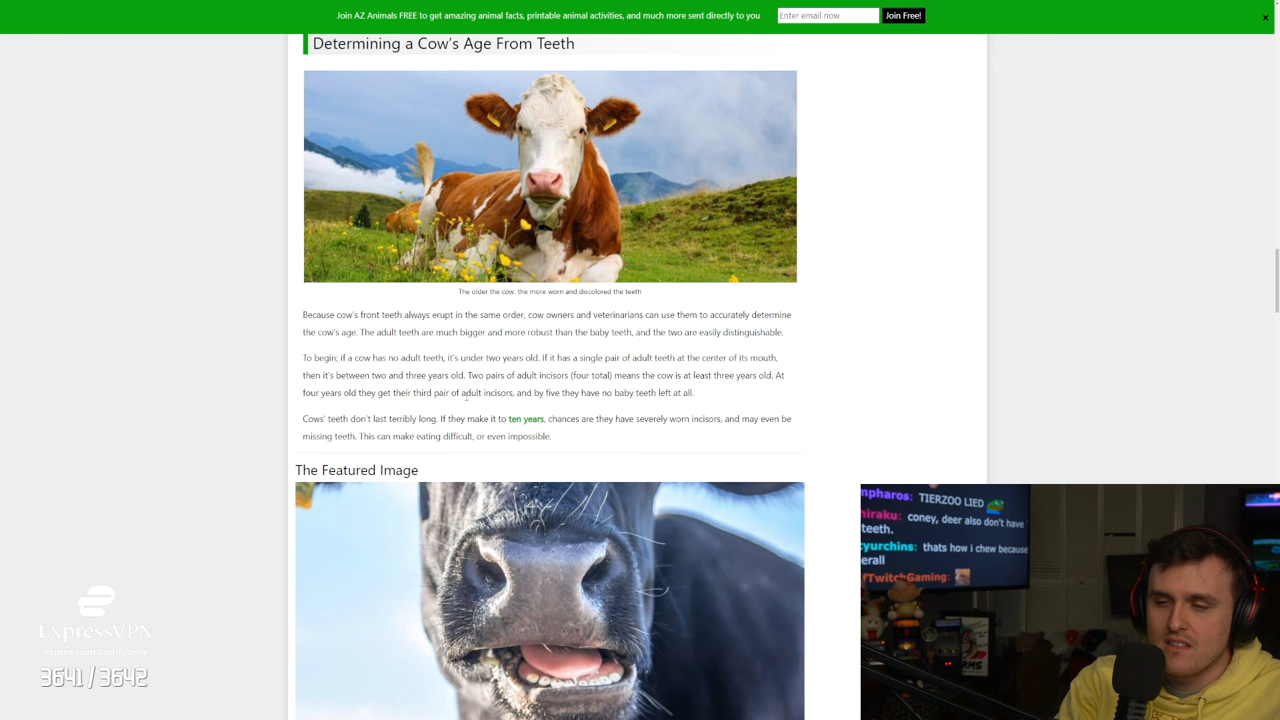 Join AZ Animals FREE to get amazing animal facts, printable animal activities, and much more sent directly to you
Enter email now
Join Free!
×
Determining a Cow's Age From Teeth
The older the cow, the more worn and discolored the teeth
Because cow's front teeth always erupt in the same order, cow owners and veterinarians can use them to accurately determine
the cow's age. The adult teeth are much bigger and more robust than the baby teeth, and the two are easily distinguishable.
To begin; if a cow has no adult teeth, it's under two years old. If it has a single pair of adult teeth at the center of its mouth,
then it's between two and three years old. Two pairs of adult incisors (four total) means the cow is at least three years old. At
four years old they get their third pair of adult incisors, and by five they have no baby teeth left at all.
Cows' teeth don't last terribly long. If they make it to ten years, chances are they have severely worn incisors, and may even be
missing teeth. This can make eating difficult, or even impossible.
The Featured Image
npharos: TIERZOO LIED
hiraku: coney, deer also don't have
teeth.
cyurchins: thats how i chew because
erall
fTwitchGaming:
ExpressVPN
3641 / 3642